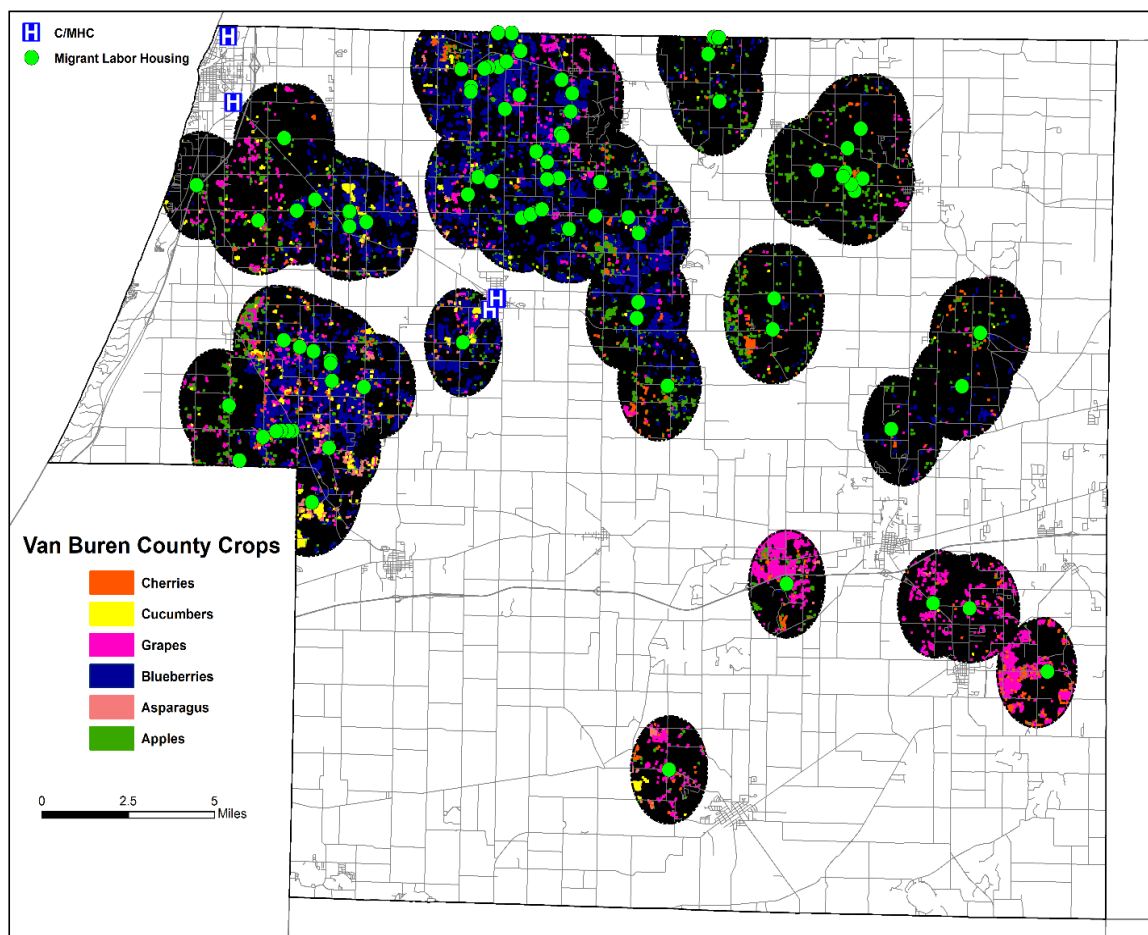 H C/MHC
H
Migrant Labor Housing
H
H
H
Van Buren County Crops
Cherries
Cucumbers
Grapes
Blueberries
Asparagus
Apples
0 2.5 5
Miles